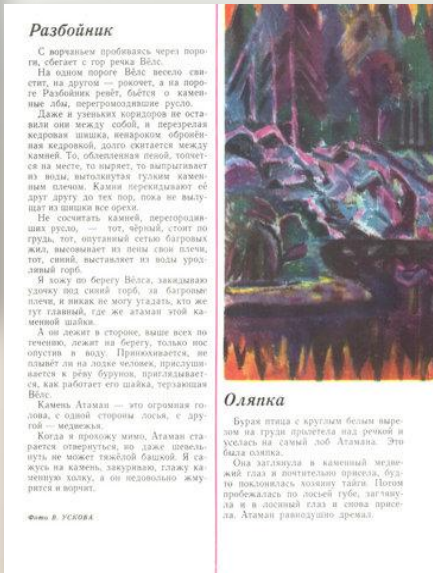 Разбойник
С ворчаньем пробиваясь через поро-
ги, сбегает с гор речка Вёлс.
На одном пороге Вёлс весело сви-
стит, на другом — рокочет, а на поро-
ге Разбойник ревёт, бьётся о камен-
ные лбы, перегромоздившие русло.
Даже и узеньких коридоров не оста-
вили они между собой, и перезрелая
кедровая шишка, ненароком обронён-
ная кедровкой, долго скитается между
камней. То, облепленная пеной, топчет-
ся на месте, то ныряет, то выпрыгивает
из воды, вытолкнутая гулким камен-
ным плечом. Камни перекидывают её
друг другу до тех пор, пока не вылу-
щат из шишки все орехи.
Не сосчитать камней, перегородив-
ших русло, — тот, чёрный, стоит по
грудь, тот, опутанный сетью багровых
жил, высовывает из пены свои плечи,
тот, синий, выставляет из воды урод-
ливый горб.
Я хожу по берегу Вёлса, закидываю
удочку под синий горб, за багровые
плечи, и никак не могу угадать, кто же
тут главный, где же атаман этой ка-
менной шайки.
А он лежит в стороне, выше всех по
течению, лежит на берегу, только нос
опустив в воду. Принюхивается, не
плывёт ли на лодке человек, прислуши-
вается к рёву бурунов, приглядывает-
ся, как работает его шайка, терзающая
Вёлс.
Камень Атаман — это огромная го-
лова, с одной стороны лосья, с дру-
гой — медвежья.
Когда я прохожу мимо, Атаман ста-
рается отвернуться, но даже шевель-
нуть не может тяжёлой башкой. Я са-
жусь на камень, закуриваю, глажу ка-
менную холку, а он недовольно жму-
рится и ворчит.
Фото В. УСКОВА.
Оляпка
Бурая птица с круглым белым выре-
зом на груди пролетела над речкой и
уселась на самый лоб Атамана. Это
была оляпка.
Она заглянула в каменный медве-
жий глаз и почтительно присела, буд-
то поклонилась хозяину тайги. Потом
пробежалась по лосьей губе, загляну-
ла и в лосиный глаз и снова присе-
ла. Атаман равнодушно дремал.